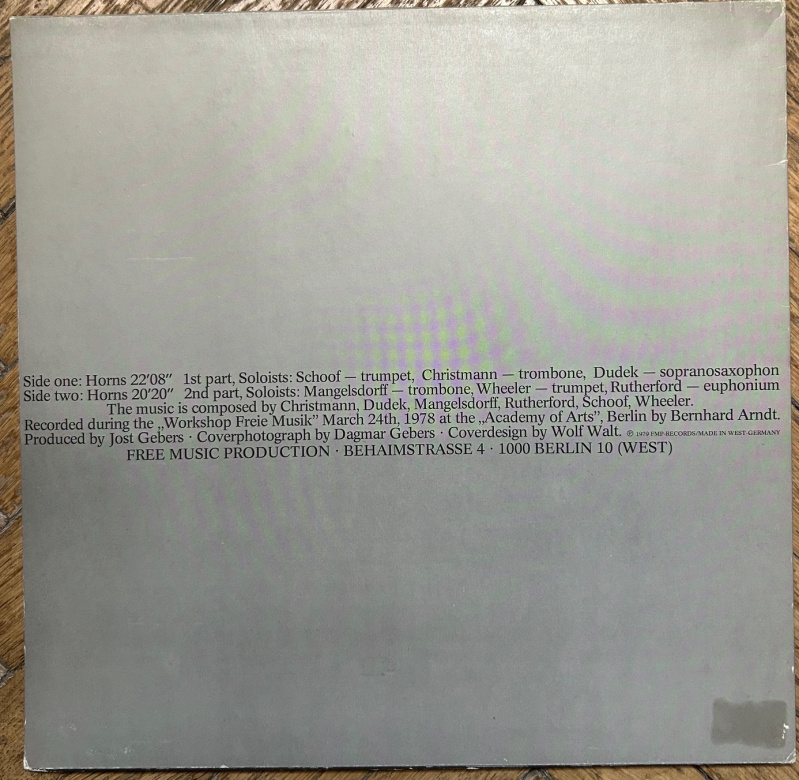 Side one: Horns 22′08″ 1st part, Soloists: Schoof — trumpet, Christmann — trombone, Dudek — sopranosaxophon
Side two: Horns 20′20″ 2nd part, Soloists: Mangelsdorff — trombone, Wheeler — trumpet, Rutherford — euphonium
The music is composed by Christmann, Dudek, Mangelsdorff, Rutherford, Schoof, Wheeler.
Recorded during the „Workshop Freie Musik” March 24th, 1978 at the „Academy of Arts”, Berlin by Bernhard Arndt.
Produced by Jost Gebers · Coverphotograph by Dagmar Gebers · Coverdesign by Wolf Walt. ℗ 1979 FMP-RECORDS/MADE IN WEST-GERMANY
FREE MUSIC PRODUCTION · BEHAIMSTRASSE 4 · 1000 BERLIN 10 (WEST)